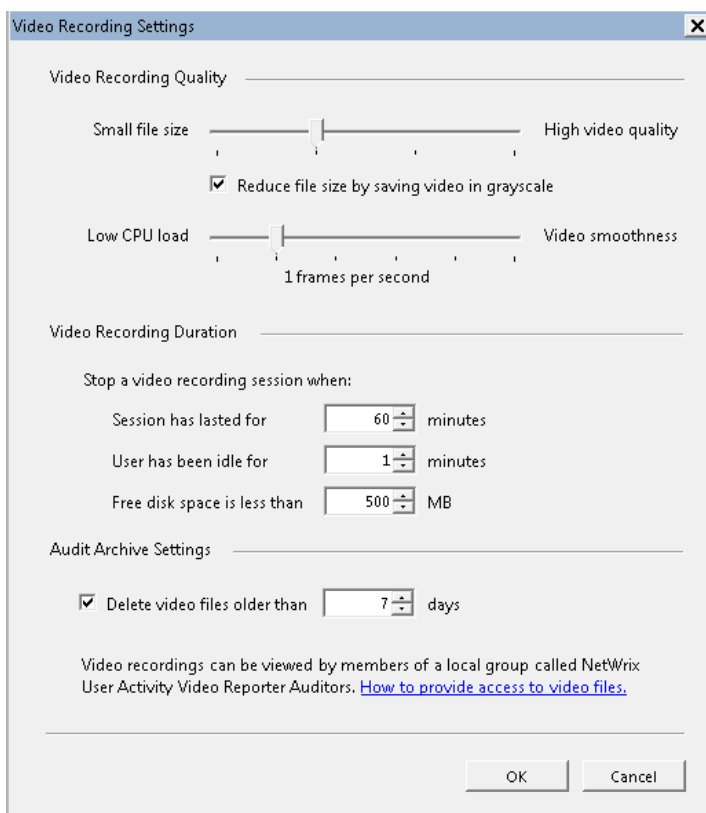 Video Recording Settings
Video Recording Quality
Small file size High video quality
Reduce file size by saving video in grayscale
Low CPU load Video smoothness
1 frames per second
Video Recording Duration
Stop a video recording session when:
Session has lasted for 60 minutes
User has been idle for 1 minutes
Free disk space is less than 500 MB
Audit Archive Settings
Delete video files older than 7 days
Video recordings can be viewed by members of a local group called NetWrix
User Activity Video Reporter Auditors. How to provide access to video files.
OK Cancel